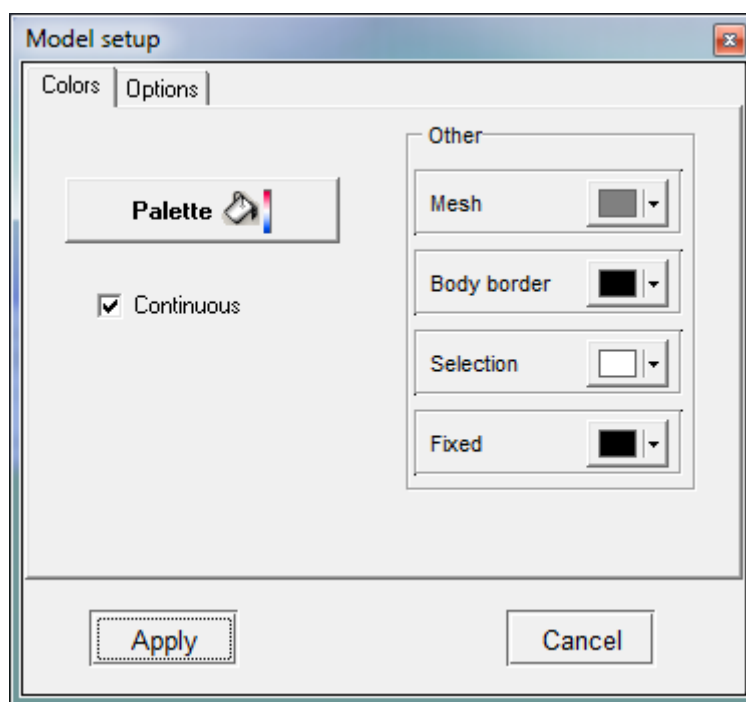 Model setup
Colors
Options
Palette
Continuous
Other
Mesh
Body border
Selection
Fixed
Apply
Cancel